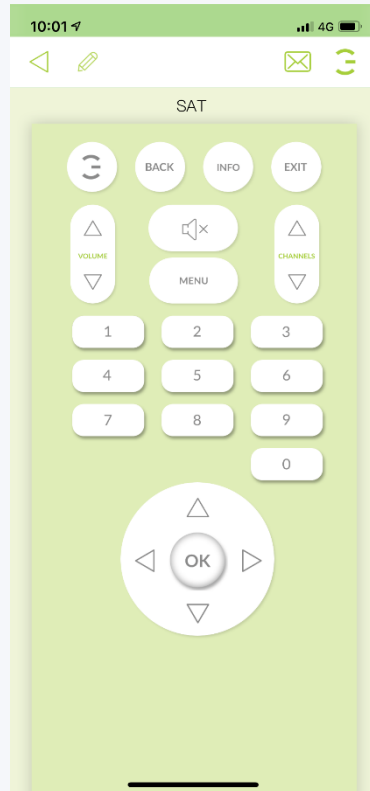 10:01 4G
SAT
BACK INFO EXIT
VOLUME CHANNELS
MENU
1 2 3
4 5 6
7 8 9
0
OK